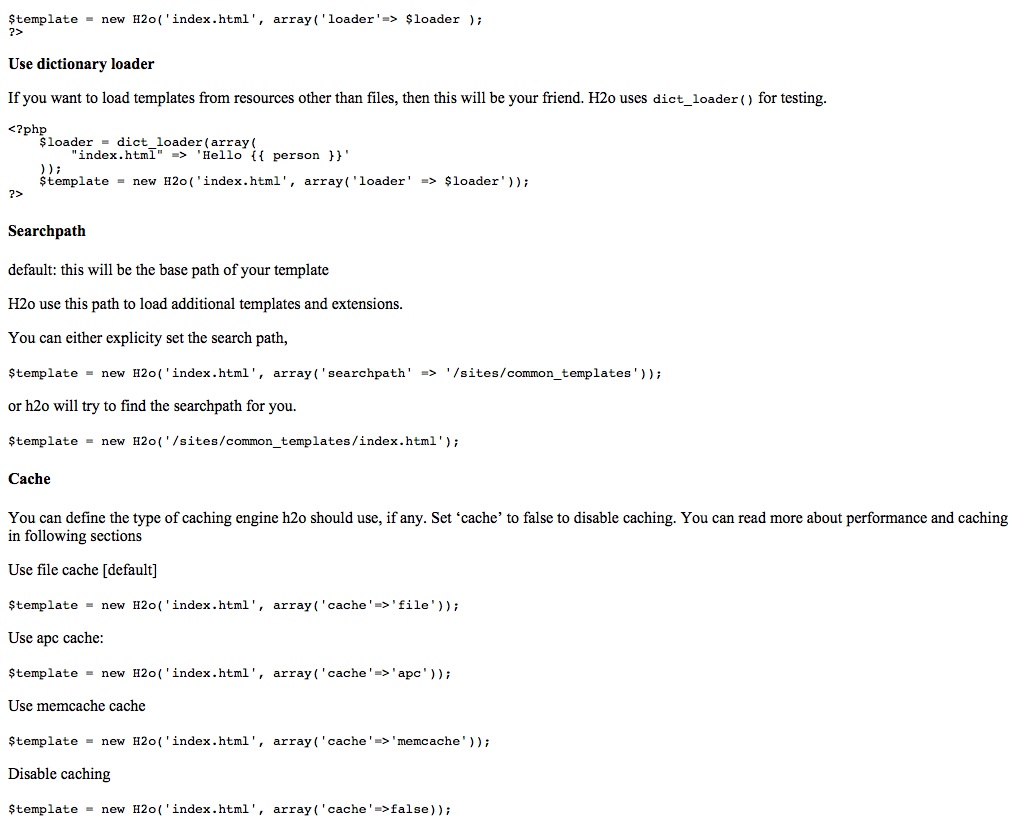 $template = new H2o('index.html', array('loader'=> $loader );
?>
Use dictionary loader
If you want to load templates from resources other than files, then this will be your friend. H2o uses dict_loader() for testing.
<?php
    $loader = dict_loader(array(
        "index.html" => 'Hello {{ person }}'
    ));
    $template = new H2o('index.html', array('loader' => $loader'));
?>
Searchpath
default: this will be the base path of your template
H2o use this path to load additional templates and extensions.
You can either explicity set the search path,
$template = new H2o('index.html', array('searchpath' => '/sites/common_templates'));
or h2o will try to find the searchpath for you.
$template = new H2o('/sites/common_templates/index.html');
Cache
You can define the type of caching engine h2o should use, if any. Set ‘cache’ to false to disable caching. You can read more about performance and caching
in following sections
Use file cache [default]
$template = new H2o('index.html', array('cache'=>'file'));
Use apc cache:
$template = new H2o('index.html', array('cache'=>'apc'));
Use memcache cache
$template = new H2o('index.html', array('cache'=>'memcache'));
Disable caching
$template = new H2o('index.html', array('cache'=>false));